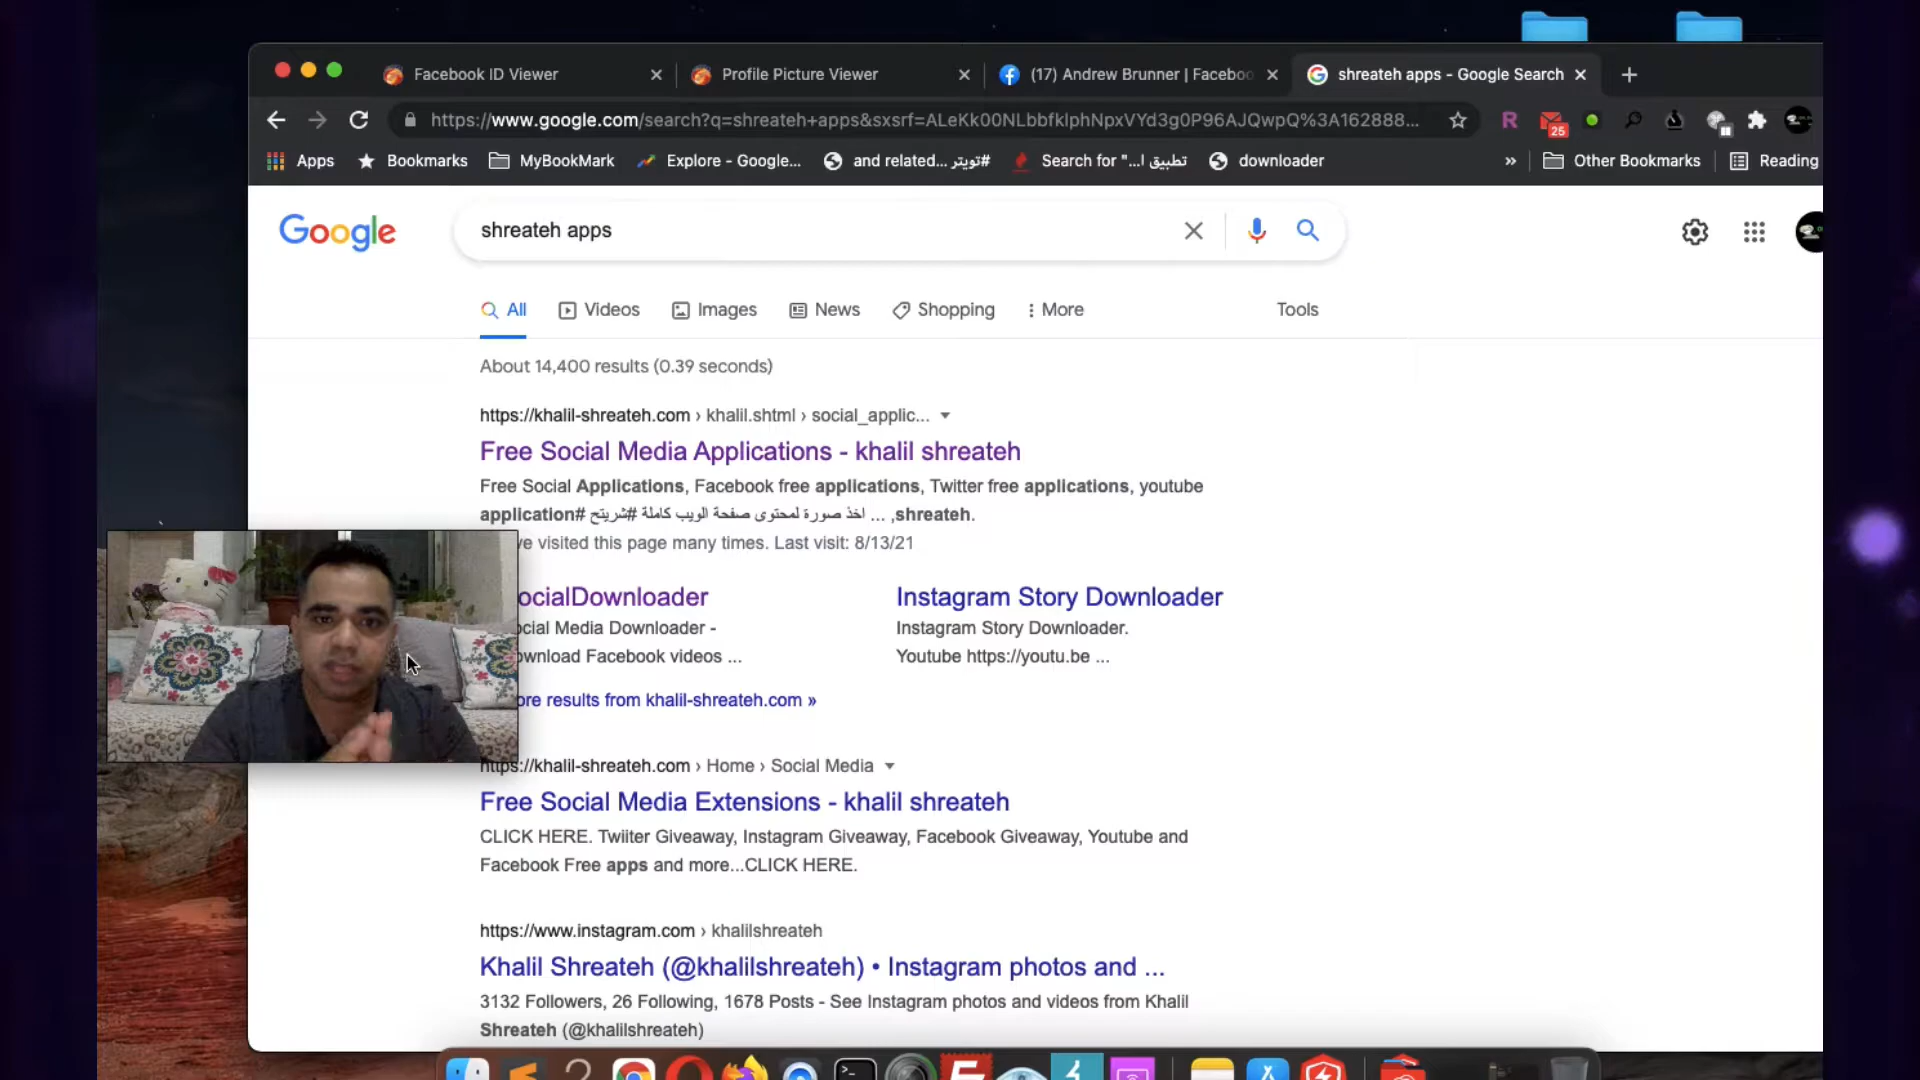 Facebook ID Viewer
Profile Picture Viewer
(17) Andrew Brunner | Faceboo
shreateh apps - Google Search
https://www.google.com/search?q=shreateh+apps&sxsrf=ALeKk00NLbbfklphNpxVYd3g0P96AJQwpQ%3A162888...
R
25
Apps
Bookmarks
MyBookMark
Explore - Google...
and related... تويتر#
Search for "...تطبيق ا
downloader
»
Other Bookmarks
Reading
Google
shreateh apps
All
Videos
Images
News
Shopping
More
Tools
About 14,400 results (0.39 seconds)
https://khalil-shreateh.com › khalil.shtml › social_applic...
Free Social Media Applications - khalil shreateh
Free Social Applications, Facebook free applications, Twitter free applications, youtube
application# اخذ صورة لمحتوى صفحة الويب كاملة #شريتح ... ,shreateh.
ve visited this page many times. Last visit: 8/13/21
ocialDownloader
cial Media Downloader -
ownload Facebook videos ...
Instagram Story Downloader
Instagram Story Downloader.
Youtube https://youtu.be ...
ore results from khalil-shreateh.com »
https://khalil-shreateh.com › Home › Social Media
Free Social Media Extensions - khalil shreateh
CLICK HERE. Twiiter Giveaway, Instagram Giveaway, Facebook Giveaway, Youtube and
Facebook Free apps and more...CLICK HERE.
https://www.instagram.com › khalilshreateh
Khalil Shreateh (@khalilshreateh) • Instagram photos and ...
3132 Followers, 26 Following, 1678 Posts - See Instagram photos and videos from Khalil
Shreateh (@khalilshreateh)